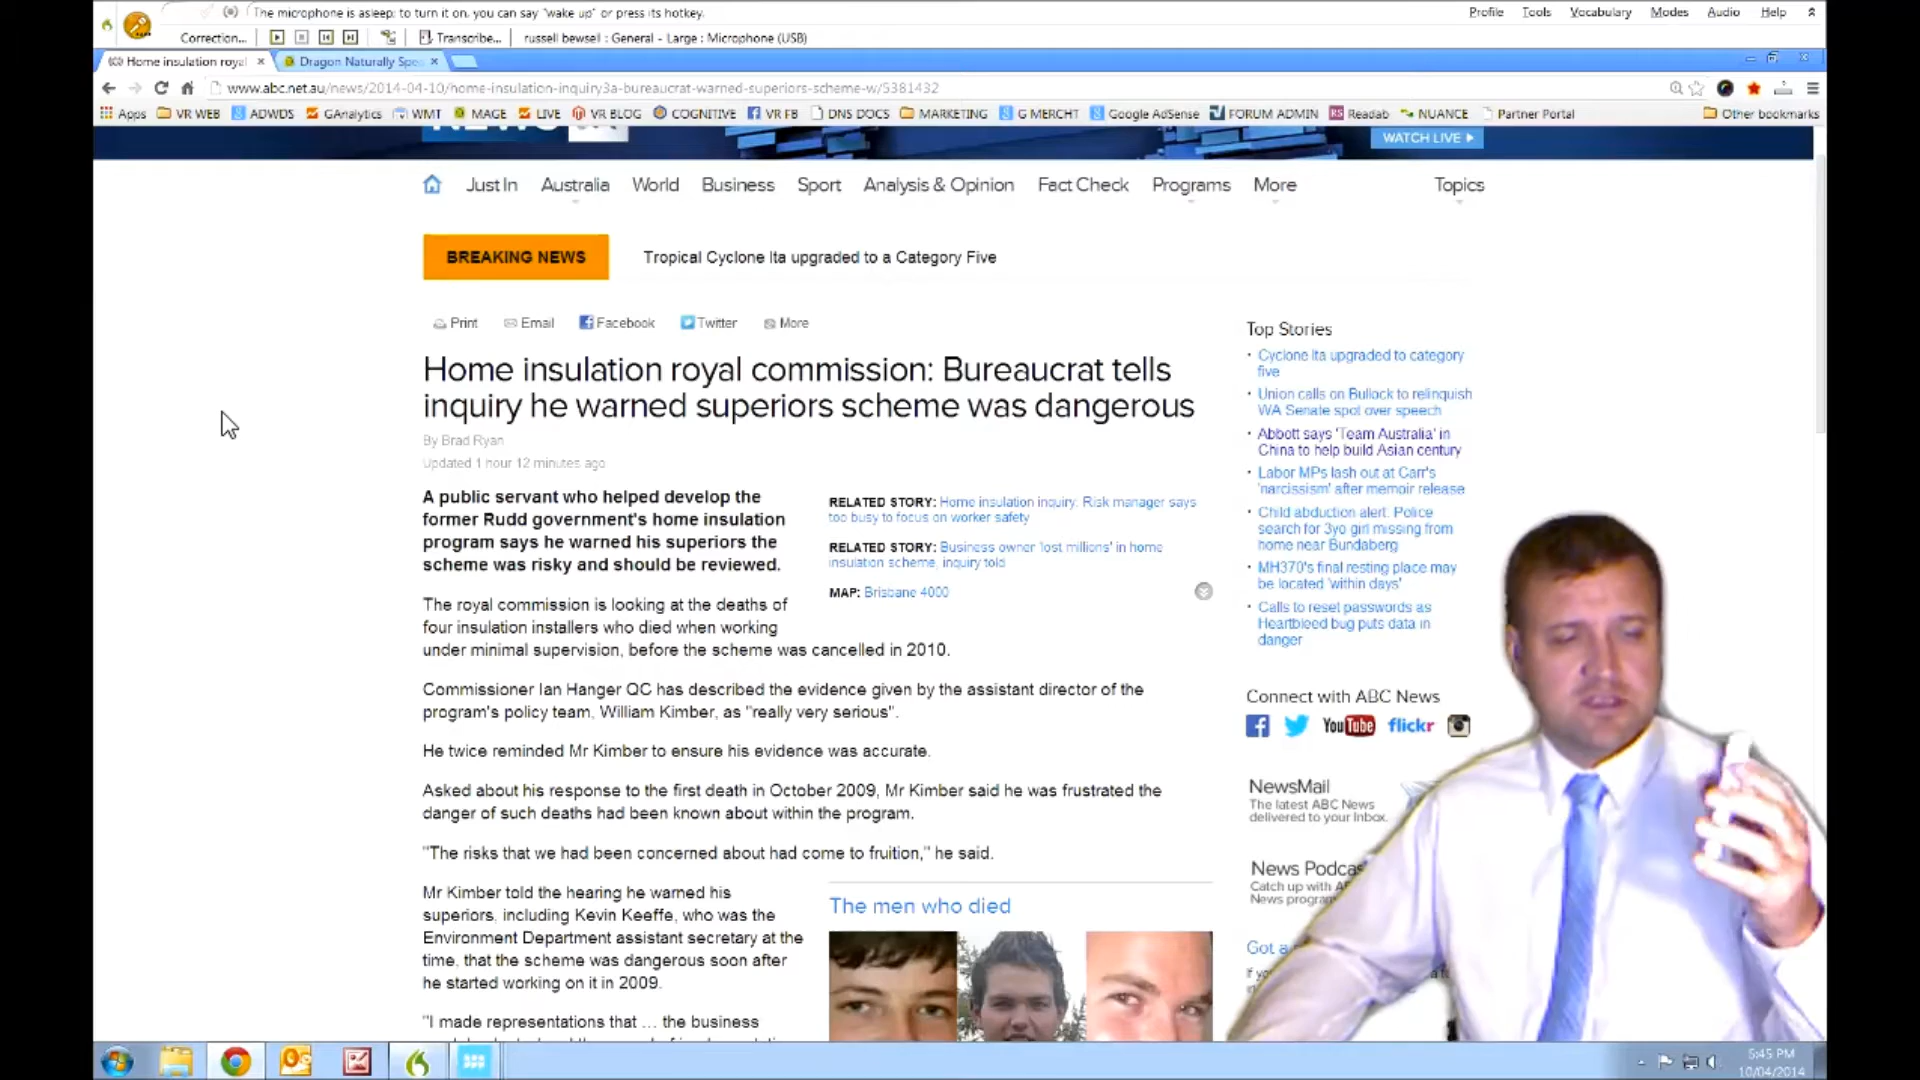 The microphone is asleep; to turn it on, you can say "wake up" or press its hotkey.
Profile Tools Vocabulary Modes Audio Help
Correction... Transcribe... russell bewsell : General - Large : Microphone (USB)
Home insulation royal Dragon Naturally Spe
www.abc.net.au/news/2014-04-10/home-insulation-inquiry3a-bureaucrat-warned-superiors-scheme-w/5381432
Apps VR WEB ADWDS GAnalytics WMT MAGE LIVE VR BLOG COGNITIVE VR FB DNS DOCS MARKETING G MERCHT Google AdSense FORUM ADMIN Readab NUANCE Partner Portal Other bookmarks
WATCH LIVE
Just In Australia World Business Sport Analysis & Opinion Fact Check Programs More Topics
BREAKING NEWS Tropical Cyclone Ita upgraded to a Category Five
Print Email Facebook Twitter More
Home insulation royal commission: Bureaucrat tells
inquiry he warned superiors scheme was dangerous
By Brad Ryan
Updated 1 hour 12 minutes ago
A public servant who helped develop the
former Rudd government's home insulation
program says he warned his superiors the
scheme was risky and should be reviewed.
RELATED STORY: Home insulation inquiry: Risk manager says
too busy to focus on worker safety
RELATED STORY: Business owner 'lost millions' in home
insulation scheme, inquiry told
MAP: Brisbane 4000
The royal commission is looking at the deaths of
four insulation installers who died when working
under minimal supervision, before the scheme was cancelled in 2010.
Commissioner Ian Hanger QC has described the evidence given by the assistant director of the
program's policy team, William Kimber, as "really very serious".
He twice reminded Mr Kimber to ensure his evidence was accurate.
Asked about his response to the first death in October 2009, Mr Kimber said he was frustrated the
danger of such deaths had been known about within the program.
"The risks that we had been concerned about had come to fruition," he said.
Mr Kimber told the hearing he warned his
superiors, including Kevin Keeffe, who was the
Environment Department assistant secretary at the
time, that the scheme was dangerous soon after
he started working on it in 2009.
"I made representations that ... the business
The men who died
Top Stories
Cyclone Ita upgraded to category
five
Union calls on Bullock to relinquish
WA Senate spot over speech
Abbott says 'Team Australia' in
China to help build Asian century
Labor MPs lash out at Carr's
'narcissism' after memoir release
Child abduction alert: Police
search for 3yo girl missing from
home near Bundaberg
MH370's final resting place may
be located 'within days'
Calls to reset passwords as
Heartbleed bug puts data in
danger
Connect with ABC News
YouTube flickr
NewsMail
The latest ABC News
delivered to your inbox.
News Podca
Catch up with A
News progra
Got a
If yo
5:45 PM
10/04/2014